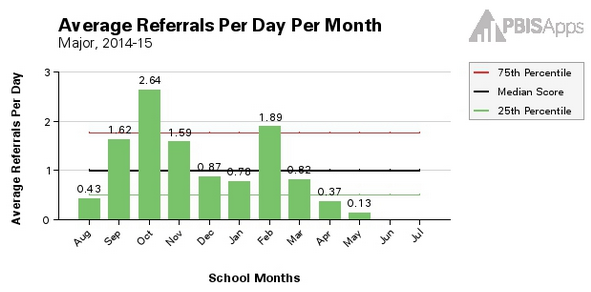 Average Referrals Per Day Per Month
Major, 2014-15
PBISApps
75th Percentile
Median Score
25th Percentile
Average Referrals Per Day
3
2
1
0
0.43
1.62
2.64
1.59
0.87
0.78
1.89
0.82
0.37
0.13
Aug
Sep
Oct
Nov
Dec
Jan
Feb
Mar
Apr
May
Jun
Jul
School Months